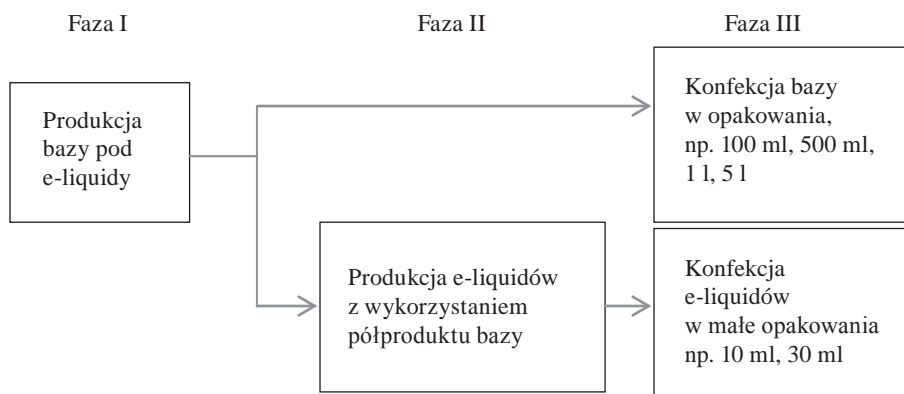 Faza I
Faza II
Faza III
Produkcja
bazy pod
e-liquidy
Konfekcja bazy
w opakowania,
np. 100 ml, 500 ml,
1 l, 5 l
Produkcja e-liquidów
z wykorzystaniem
półproduktu bazy
Konfekcja
e-liquidów
w małe opakowania
np. 10 ml, 30 ml